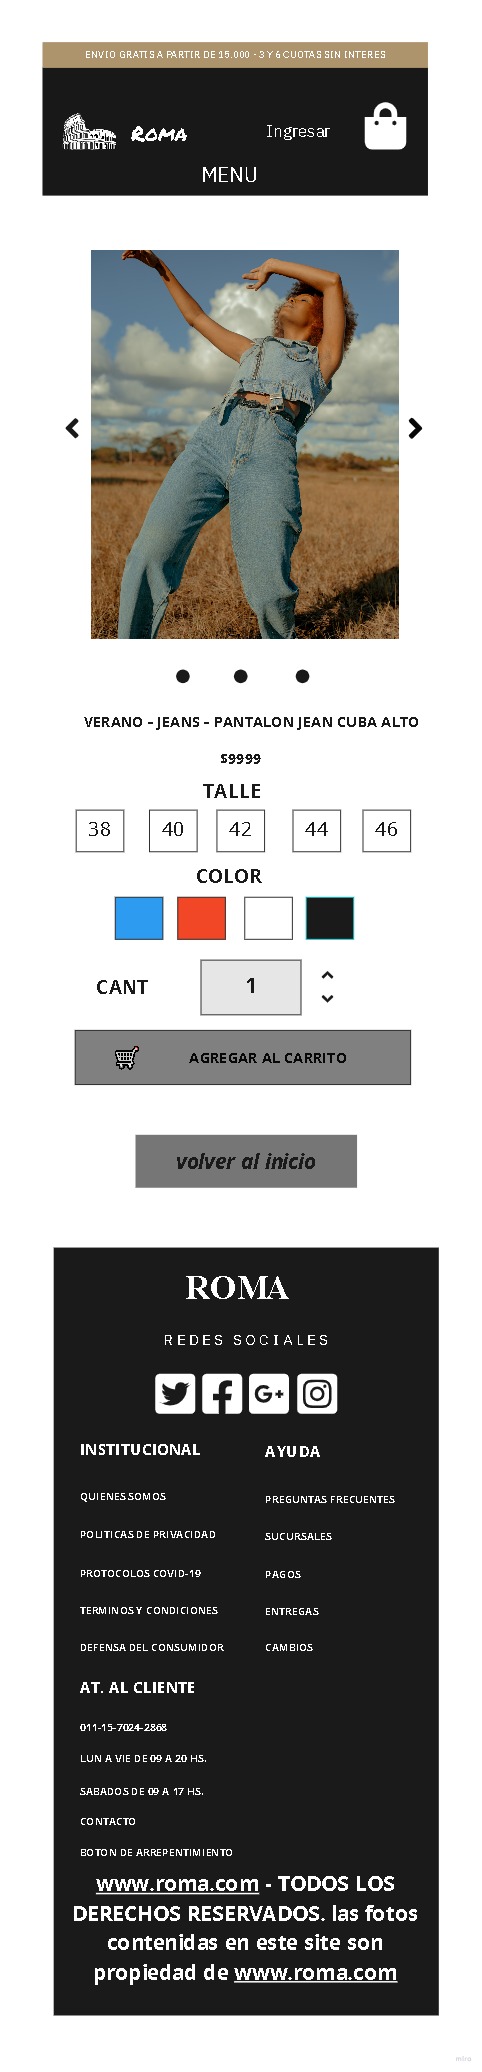 ENVIO GRATIS A PARTIR DE 15.000 - 3 Y 6 CUOTAS SIN INTERES
ROMA
Ingresar
MENU
VERANO – JEANS – PANTALON JEAN CUBA ALTO
$9999
TALLE
38 40 42 44 46
COLOR
CANT 1
AGREGAR AL CARRITO
volver al inicio
ROMA
REDES SOCIALES
G+
INSTITUCIONAL
QUIENES SOMOS
POLITICAS DE PRIVACIDAD
PROTOCOLOS COVID-19
TERMINOS Y CONDICIONES
DEFENSA DEL CONSUMIDOR
AYUDA
PREGUNTAS FRECUENTES
SUCURSALES
PAGOS
ENTREGAS
CAMBIOS
AT. AL CLIENTE
011-15-7024-2868
LUN A VIE DE 09 A 20 HS.
SABADOS DE 09 A 17 HS.
CONTACTO
BOTON DE ARREPENTIMIENTO
www.roma.com - TODOS LOS
DERECHOS RESERVADOS. las fotos
contenidas en este site son
propiedad de www.roma.com
miro